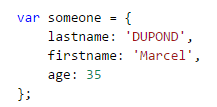 var someone = {
    lastname: 'DUPOND',
    firstname: 'Marcel',
    age: 35
};